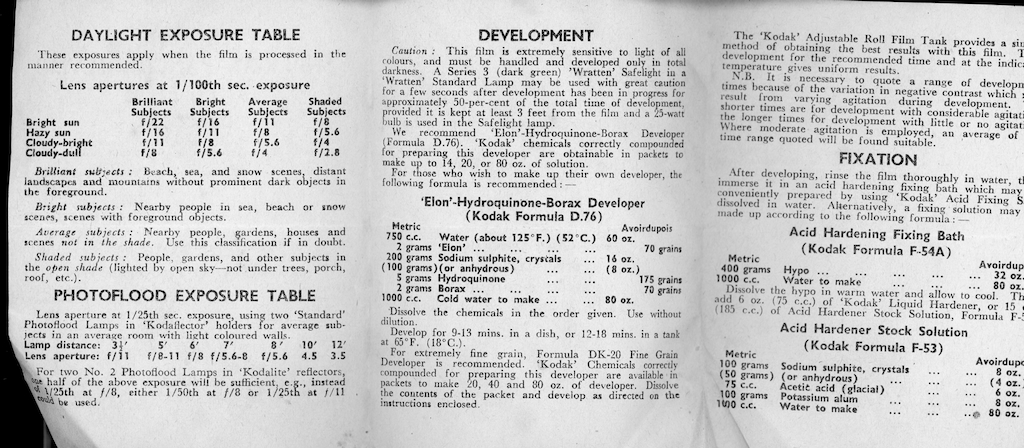 DAYLIGHT EXPOSURE TABLE
These exposures apply when the film is processed in the
manner recommended.
Lens apertures at 1/100th sec. exposure
Brilliant Bright Average Shaded
Subjects Subjects Subjects Subjects
Bright sun f/22 f/16 f/11 f/8
Hazy sun f/16 f/11 f/8 f/5.6
Cloudy-bright f/11 f/8 f/5.6 f/4
Cloudy-dull f/8 f/5.6 f/4 f/2.8
Brilliant subjects : Beach, sea, and snow scenes, distant
landscapes and mountains without prominent dark objects in
the foreground.
Bright subjects : Nearby people in sea, beach or snow
scenes, scenes with foreground objects.
Average subjects : Nearby people, gardens, houses and
scenes not in the shade. Use this classification if in doubt.
Shaded subjects : People, gardens, and other subjects in
the open shade (lighted by open sky—not under trees, porch,
roof, etc.).
PHOTOFLOOD EXPOSURE TABLE
Lens aperture at 1/25th sec. exposure, using two 'Standard'
Photoflood Lamps in 'Kodaflector' holders for average sub-
jects in an average room with light coloured walls.
Lamp distance: 3½' 5' 6' 7' 8' 10' 12'
Lens aperture: f/11 f/8-11 f/8 f/5.6-8 f/5.6 4.5 3.5
For two No. 2 Photoflood Lamps in 'Kodalite' reflectors,
one half of the above exposure will be sufficient, e.g., instead
of 1/25th at f/8, either 1/50th at f/8 or 1/25th at f/11
could be used.
DEVELOPMENT
Caution : This film is extremely sensitive to light of all
colours, and must be handled and developed only in total
darkness. A Series 3 (dark green) 'Wratten' Safelight in a
'Wratten' Standard Lamp may be used with great caution
for a few seconds after development has been in progress for
approximately 50-per-cent of the total time of development,
provided it is kept at least 3 feet from the film and a 25-watt
bulb is used in the Safelight lamp.
We recommend 'Elon'-Hydroquinone-Borax Developer
(Formula D.76). 'Kodak' chemicals correctly compounded
for preparing this developer are obtainable in packets to
make up to 14, 20, or 80 oz. of solution.
For those who wish to make up their own developer, the
following formula is recommended : —
'Elon'-Hydroquinone-Borax Developer
(Kodak Formula D.76)
Metric Avoirdupois
750 c.c. Water (about 125°F.) (52°C.) 60 oz.
2 grams 'Elon' ... ... ... ... 70 grains
200 grams Sodium sulphite, crystals ... 16 oz.
(100 grams) (or anhydrous) ... ... (8 oz.)
5 grams Hydroquinone ... ... 175 grains
2 grams Borax ... ... ... ... 70 grains
1000 c.c. Cold water to make ... ... 80 oz.
Dissolve the chemicals in the order given. Use without
dilution.
Develop for 9-13 mins. in a dish, or 12-18 mins. in a tank
at 65°F. (18°C.).
For extremely fine grain, Formula DK-20 Fine Grain
Developer is recommended. 'Kodak' Chemicals correctly
compounded for preparing this developer are available in
packets to make 20, 40 and 80 oz. of developer. Dissolve
the contents of the packet and develop as directed on the
instructions enclosed.
The 'Kodak' Adjustable Roll Film Tank provides a
method of obtaining the best results with this film.
development for the recommended time and at the
temperature gives uniform results.
N.B. It is necessary to quote a range of
times because of the variation in negative contrast which
result from varying agitation during development.
shorter times are for development with considerable
the longer times for development with little or no
Where moderate agitation is employed, an average of
time range quoted will be found suitable.
FIXATION
After developing, rinse the film thoroughly in water,
immerse it in an acid hardening fixing bath which may
conveniently prepared by using 'Kodak' Acid Fixing
dissolved in water. Alternatively, a fixing solution may
made up according to the following formula : —
Acid Hardening Fixing Bath
(Kodak Formula F-54A)
Metric
400 grams Hypo ... ... ... ... 32 oz.
1000 c.c. Water to make ... ... ... 80 oz.
Dissolve the hypo in warm water and allow to cool.
add 6 oz. (75 c.c.) of 'Kodak' Liquid Hardener, or 15
(185 c.c.) of Acid Hardener Stock Solution, Formula
Acid Hardener Stock Solution
(Kodak Formula F-53)
Metric
100 grams Sodium sulphite, crystals ... 8 oz.
(50 grams) (or anhydrous) ... ... (4 oz.
75 c.c. Acetic acid (glacial) ... ... 6 oz.
100 grams Potassium alum ... ... 8 oz.
1000 c.c. Water to make ... ... 80 oz.